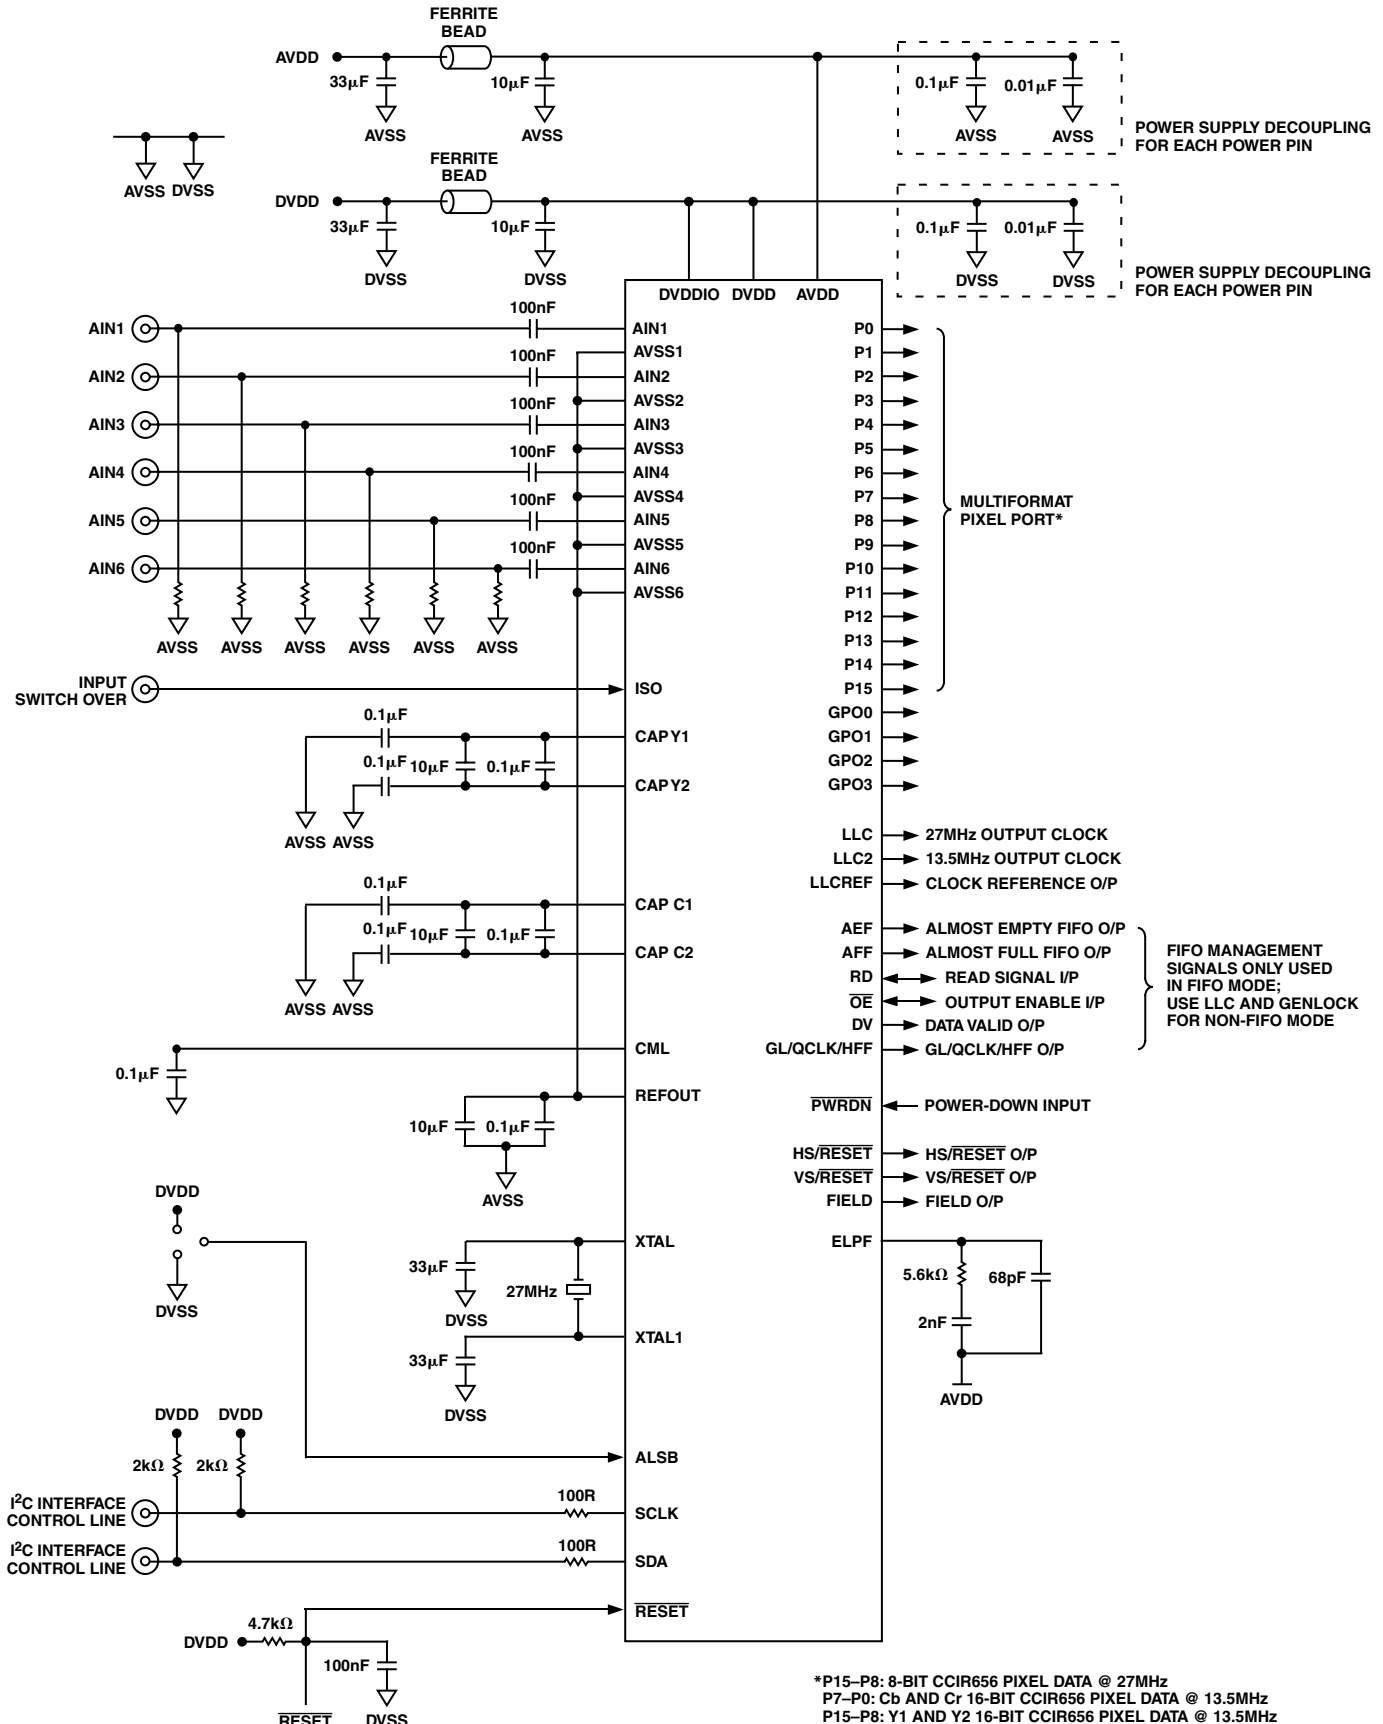 FERRITE
BEAD
AVDD
33µF
10µF
0.1µF
0.01µF
AVSS
AVSS
AVSS
AVSS
POWER SUPPLY DECOUPLING
FOR EACH POWER PIN
AVSS
DVSS
FERRITE
BEAD
DVDD
33µF
10µF
0.1µF
0.01µF
DVSS
DVSS
DVSS
DVSS
POWER SUPPLY DECOUPLING
FOR EACH POWER PIN
DVDDIO
DVDD
AVDD
AIN1
100nF
AIN1
AVSS1
AIN2
100nF
AIN2
AVSS2
AIN3
100nF
AIN3
AVSS3
AIN4
100nF
AIN4
AVSS4
AIN5
100nF
AIN5
AVSS5
AIN6
100nF
AIN6
AVSS6
AVSS
AVSS
AVSS
AVSS
AVSS
AVSS
P0
P1
P2
P3
P4
P5
P6
P7
P8
P9
P10
P11
P12
P13
P14
P15
MULTIFORMAT
PIXEL PORT*
GPO0
GPO1
GPO2
GPO3
INPUT
SWITCH OVER
ISO
0.1µF
CAP Y1
0.1µF
10µF
0.1µF
CAP Y2
AVSS
AVSS
0.1µF
CAP C1
0.1µF
10µF
0.1µF
CAP C2
AVSS
AVSS
LLC
27MHz OUTPUT CLOCK
LLC2
13.5MHz OUTPUT CLOCK
LLCREF
CLOCK REFERENCE O/P
AEF
ALMOST EMPTY FIFO O/P
AFF
ALMOST FULL FIFO O/P
RD
READ SIGNAL I/P
OE
OUTPUT ENABLE I/P
DV
DATA VALID O/P
GL/QCLK/HFF
GL/QCLK/HFF O/P
FIFO MANAGEMENT
SIGNALS ONLY USED
IN FIFO MODE;
USE LLC AND GENLOCK
FOR NON-FIFO MODE
CML
0.1µF
REFOUT
10µF
0.1µF
AVSS
PWRDN
POWER-DOWN INPUT
HS/RESET
HS/RESET O/P
VS/RESET
VS/RESET O/P
FIELD
FIELD O/P
DVDD
DVSS
XTAL
33µF
DVSS
27MHz
XTAL1
33µF
DVSS
ELPF
5.6kΩ
68pF
2nF
AVDD
DVDD
DVDD
2kΩ
2kΩ
ALSB
I2C INTERFACE
CONTROL LINE
100R
SCLK
I2C INTERFACE
CONTROL LINE
100R
SDA
RESET
4.7kΩ
DVDD
100nF
RESET
DVSS
*P15–P8: 8-BIT CCIR656 PIXEL DATA @ 27MHz
P7–P0: Cb AND Cr 16-BIT CCIR656 PIXEL DATA @ 13.5MHz
P15–P8: Y1 AND Y2 16-BIT CCIR656 PIXEL DATA @ 13.5MHz